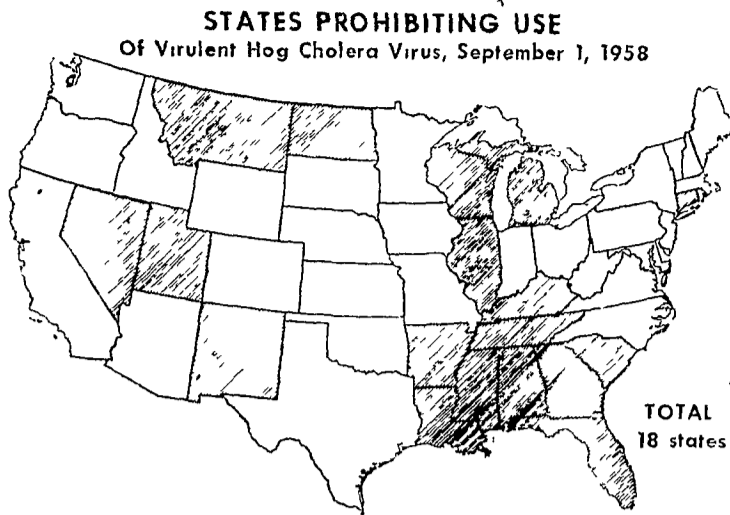 STATES PROHIBITING USE
Of Virulent Hog Cholera Virus, September 1, 1958
TOTAL
18 states